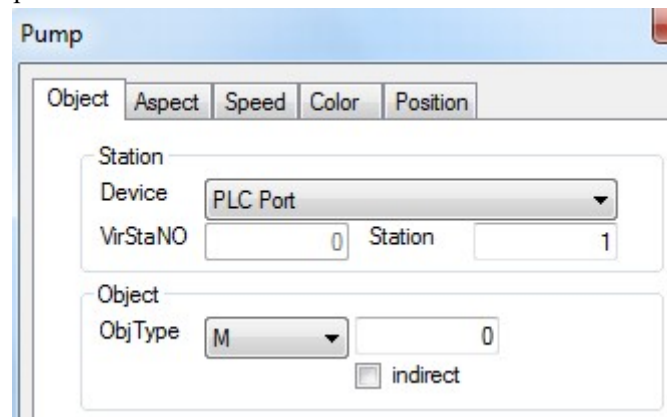 Pump
Object Aspect Speed Color Position
Station
Device PLC Port
VirStaNO 0 Station 1
Object
ObjType M 0
indirect